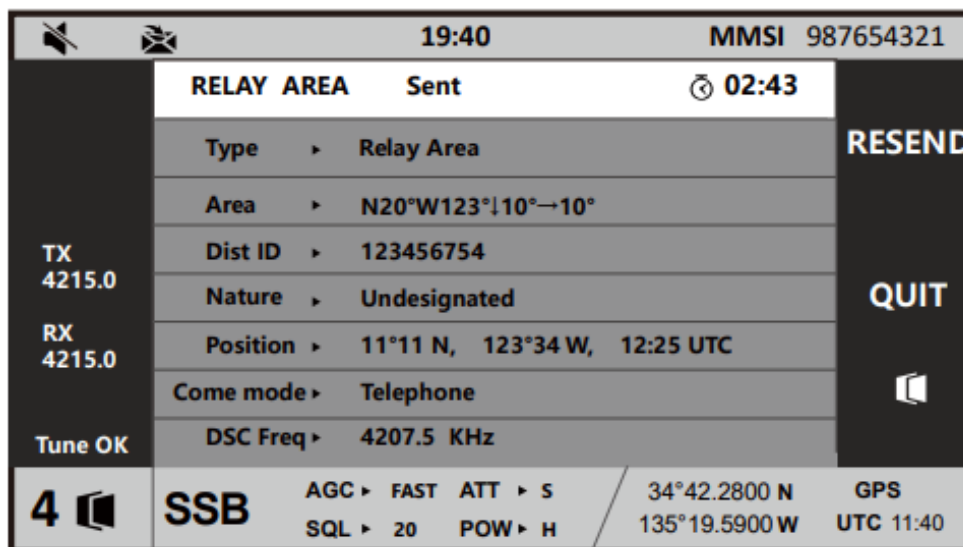 19:40 MMSI 987654321
RELAY AREA Sent 02:43
Type ▸ Relay Area
Area ▸ N20°W123°↓10°→10°
Dist ID ▸ 123456754
Nature ▸ Undesignated
Position ▸ 11°11 N, 123°34 W, 12:25 UTC
Come mode ▸ Telephone
DSC Freq ▸ 4207.5 KHz
TX
4215.0
RX
4215.0
Tune OK
RESEND
QUIT
4 SSB
AGC ▸ FAST ATT ▸ S
SQL ▸ 20 POW ▸ H
34°42.2800 N
135°19.5900 W
GPS
UTC 11:40